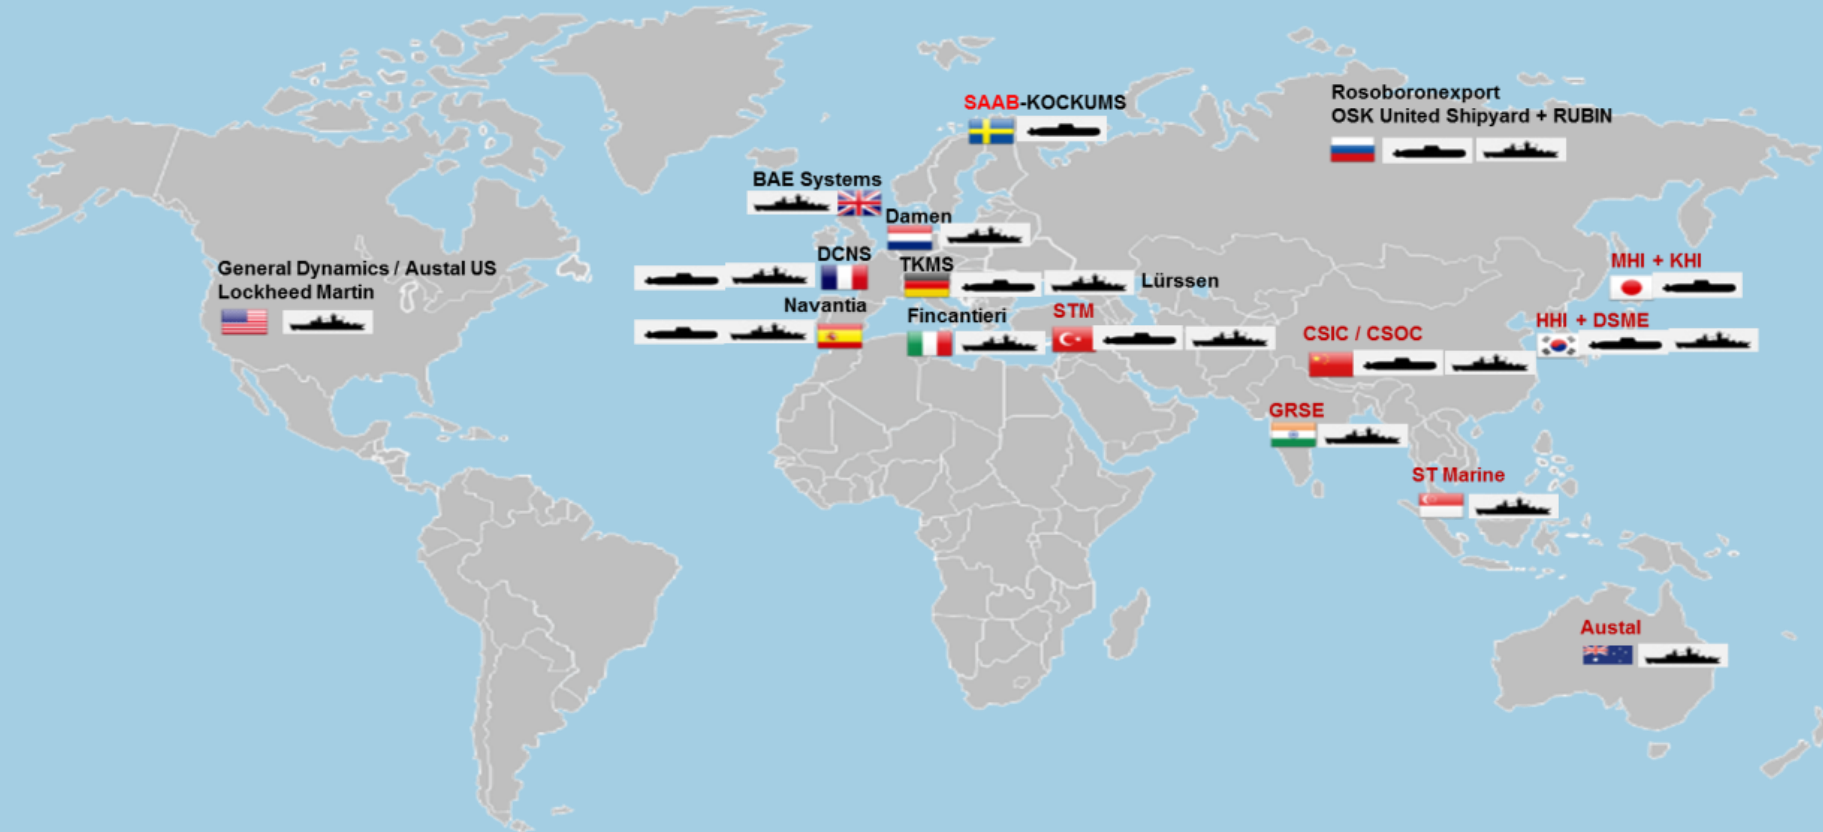 SAAB-KOCKUMS
Rosoboronexport
OSK United Shipyard + RUBIN
BAE Systems
Damen
DCNS
TKMS
Lürssen
General Dynamics / Austal US
Lockheed Martin
MHI + KHI
Navantia
Fincantieri
STM
HHI + DSME
CSIC / CSOC
GRSE
ST Marine
Austal